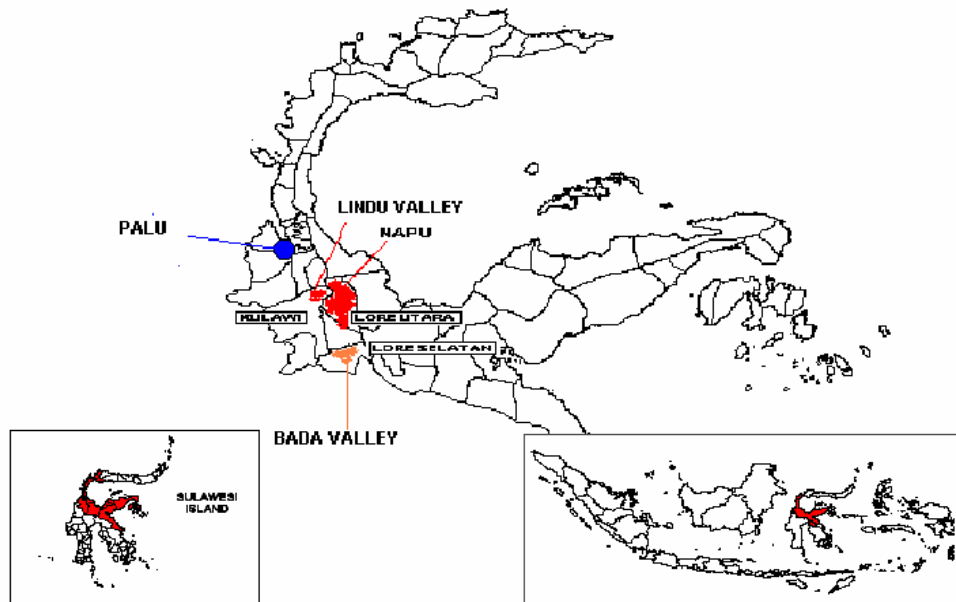 LINDU VALLEY
PALU
NAPU
KULAWI
LORE UTARA
LORE SELATAN
BADA VALLEY
SULAWESI
ISLAND